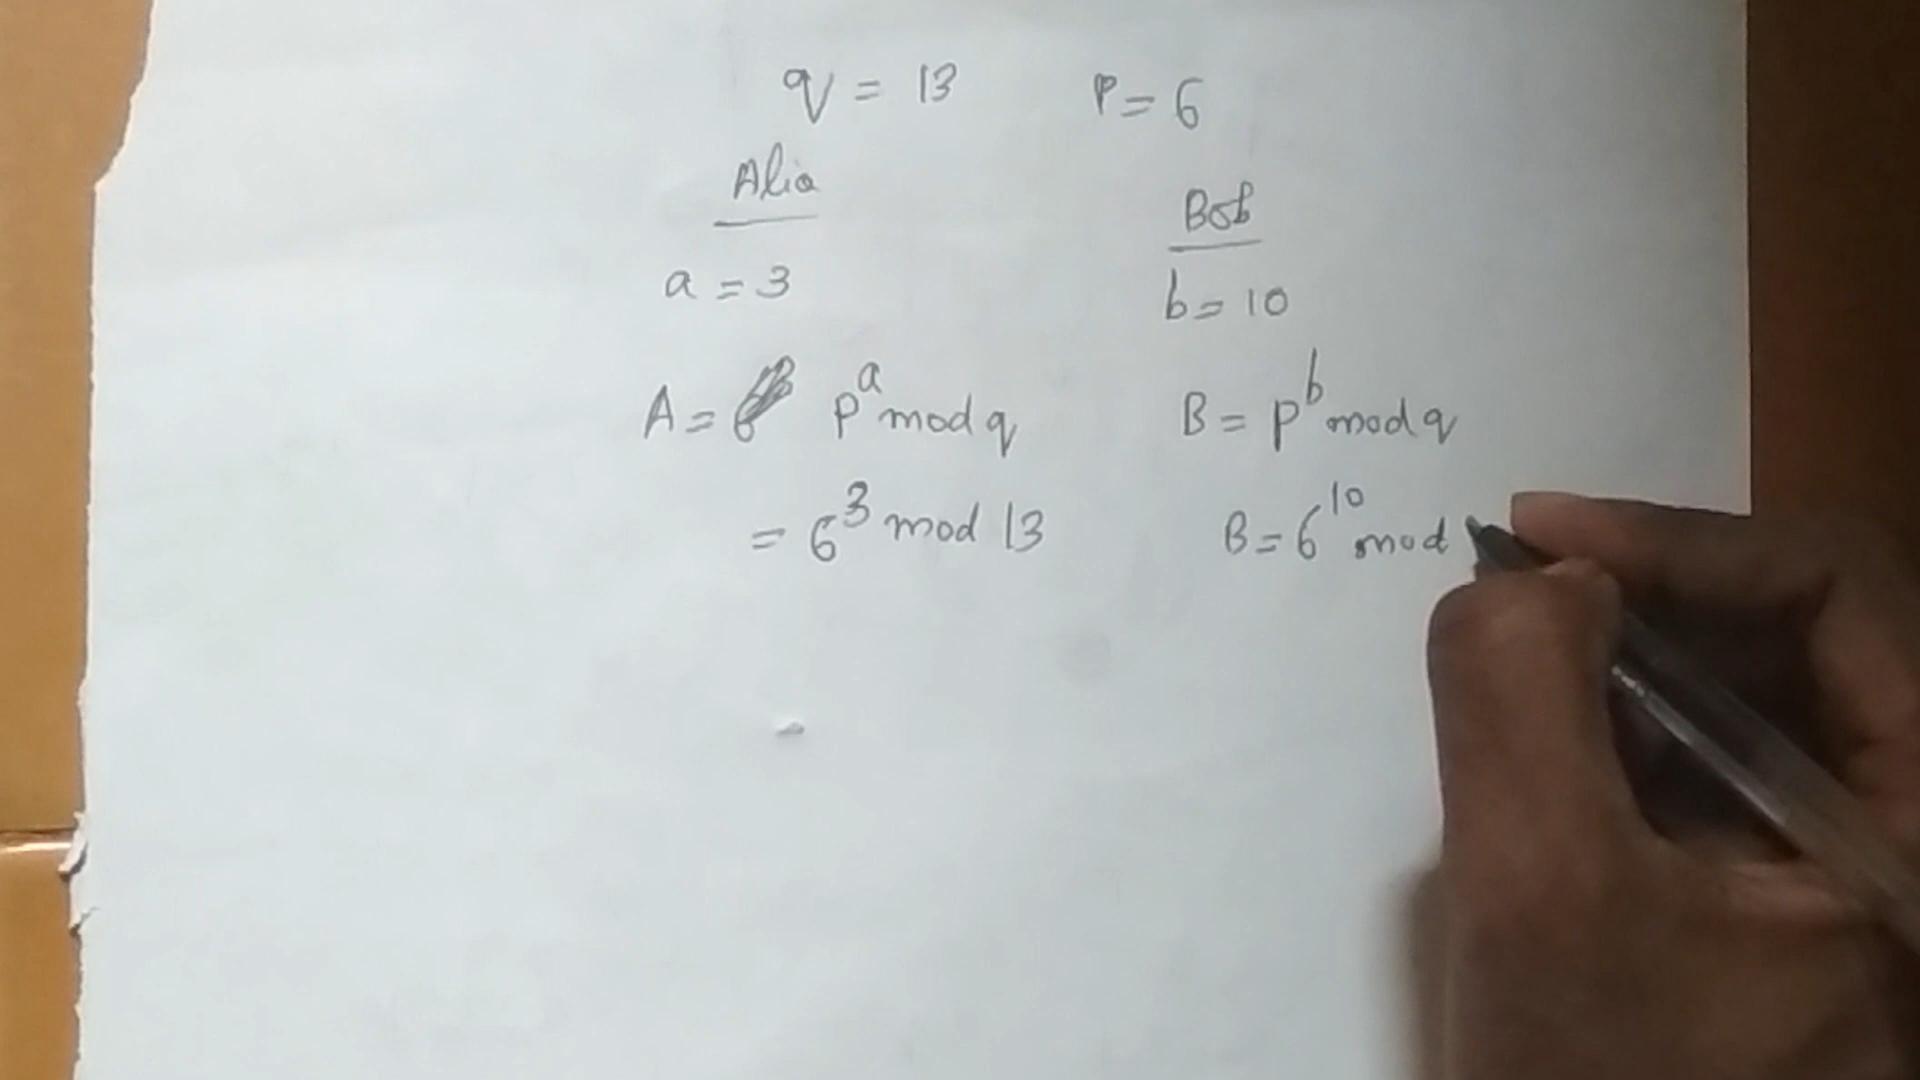 q = 13 P = 6
Alia
Bob
a = 3
b = 10
A = P^a mod q
B = P^b mod q
= 6^3 mod 13
B = 6^10 mod